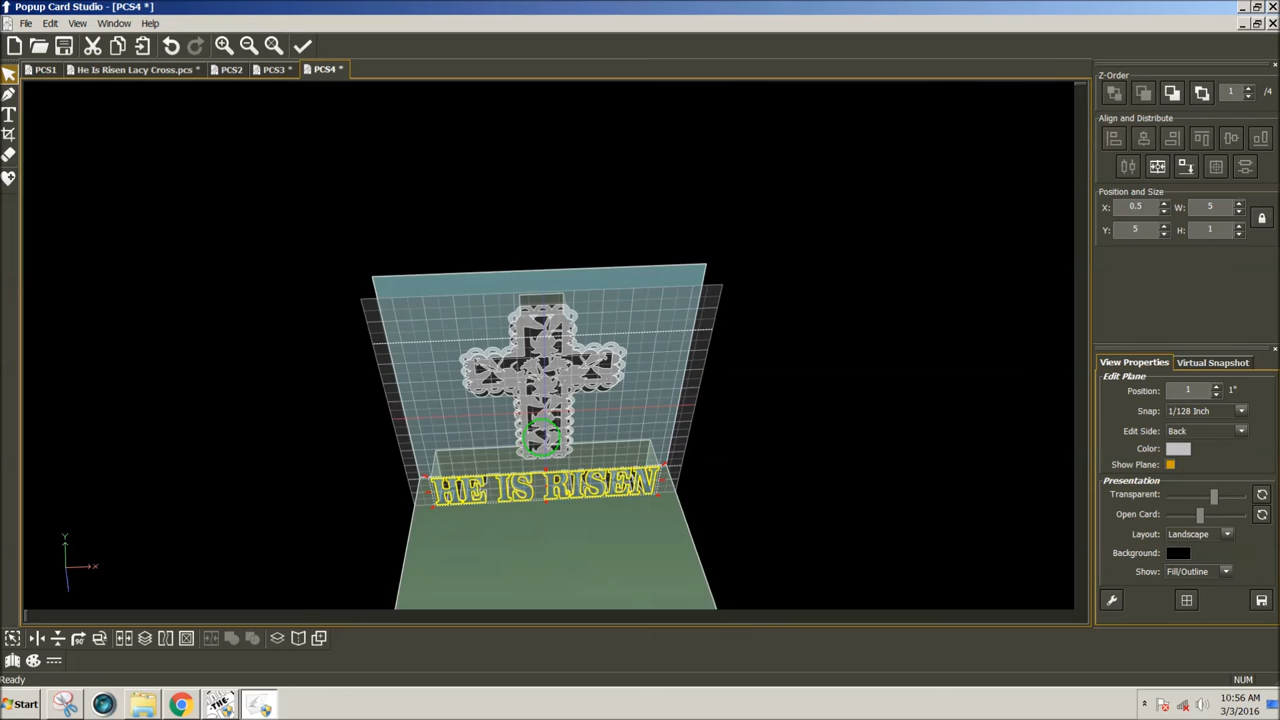 Popup Card Studio - [PCS4 *]
File Edit View Window Help
PCS1 He Is Risen Lacy Cross.pcs * PCS2 PCS3 * PCS4 *
Z-Order
1 /4
Align and Distribute
Position and Size
X: 0.5 W: 5
Y: 5 H: 1
View Properties Virtual Snapshot
Edit Plane
Position: 1 1"
Snap: 1/128 Inch
Edit Side: Back
Color:
Show Plane:
Presentation
Transparent:
Open Card:
Layout: Landscape
Background:
Show: Fill/Outline
HE IS RISEN
Y
X
Ready
NUM
Start
THE
10:56 AM
3/3/2016